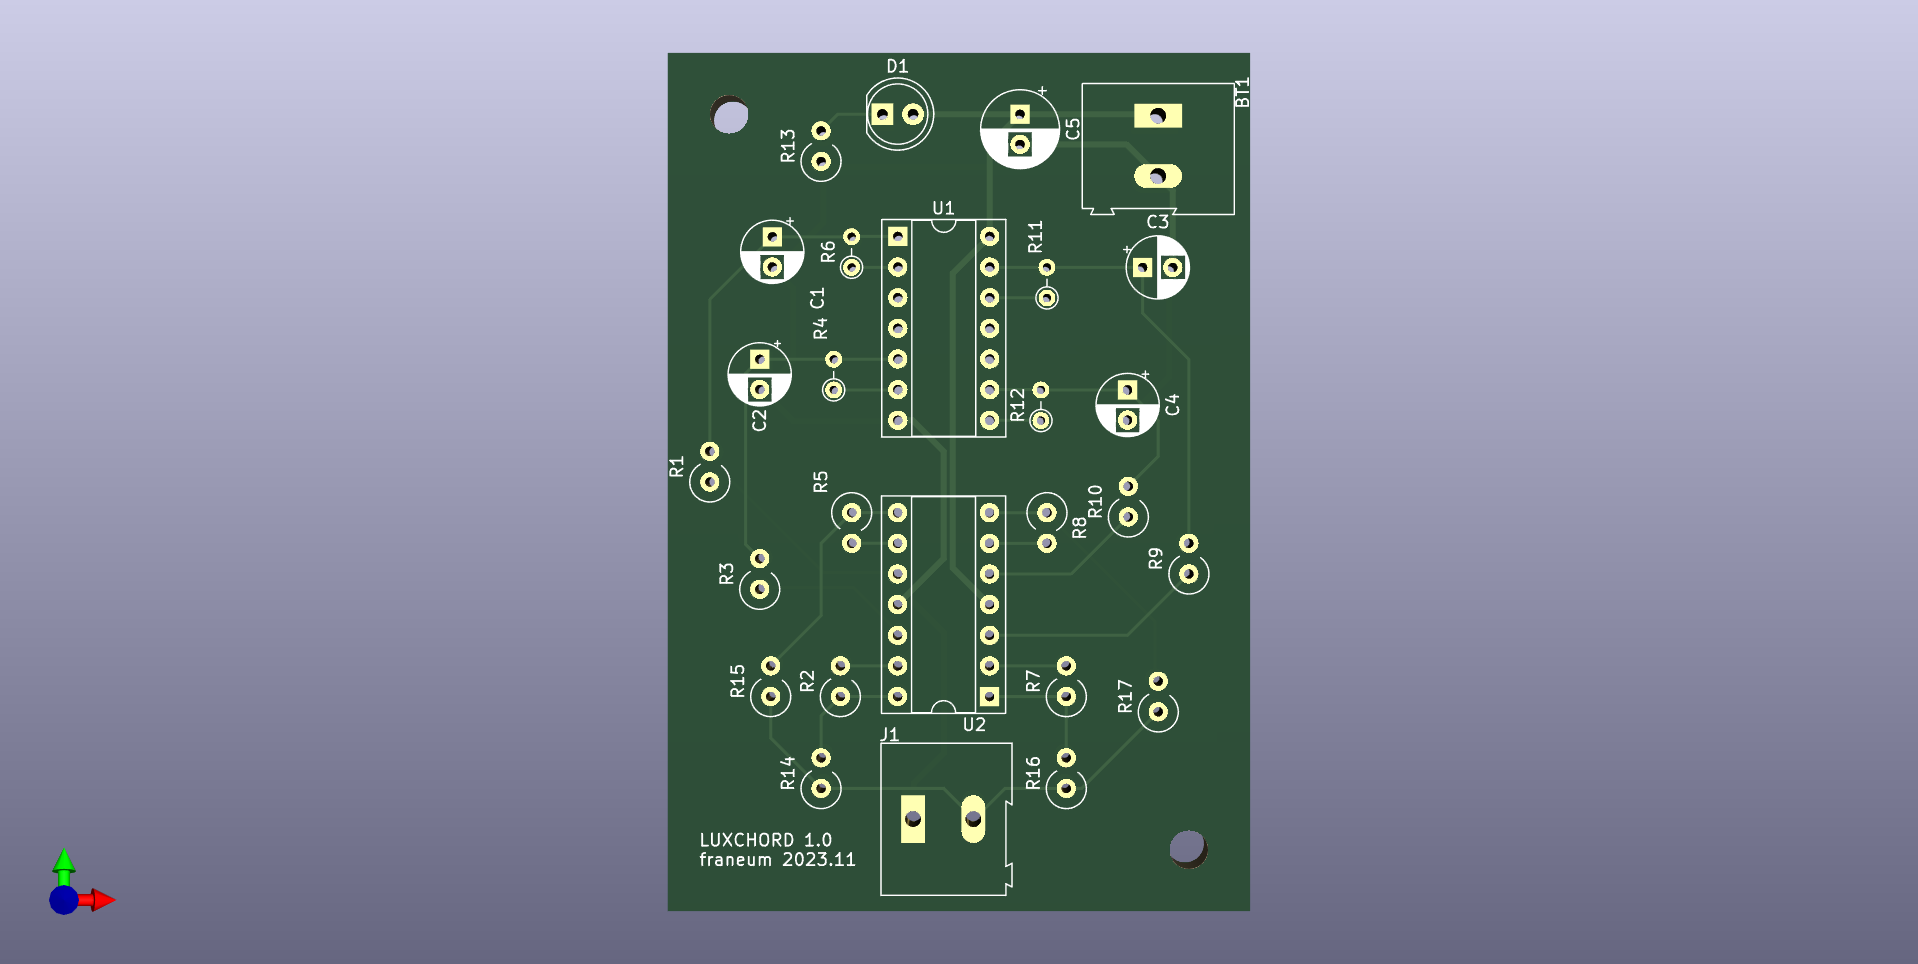 D1
BT1
+
C5
R13
U1
+
R11
C3
+
R6
C1
R4
+
C2
+
C4
R12
R1
R5
R10
R8
R9
R3
R15
R2
R7
R17
U2
J1
R14
R16
LUXCHORD 1.0
franeum 2023.11